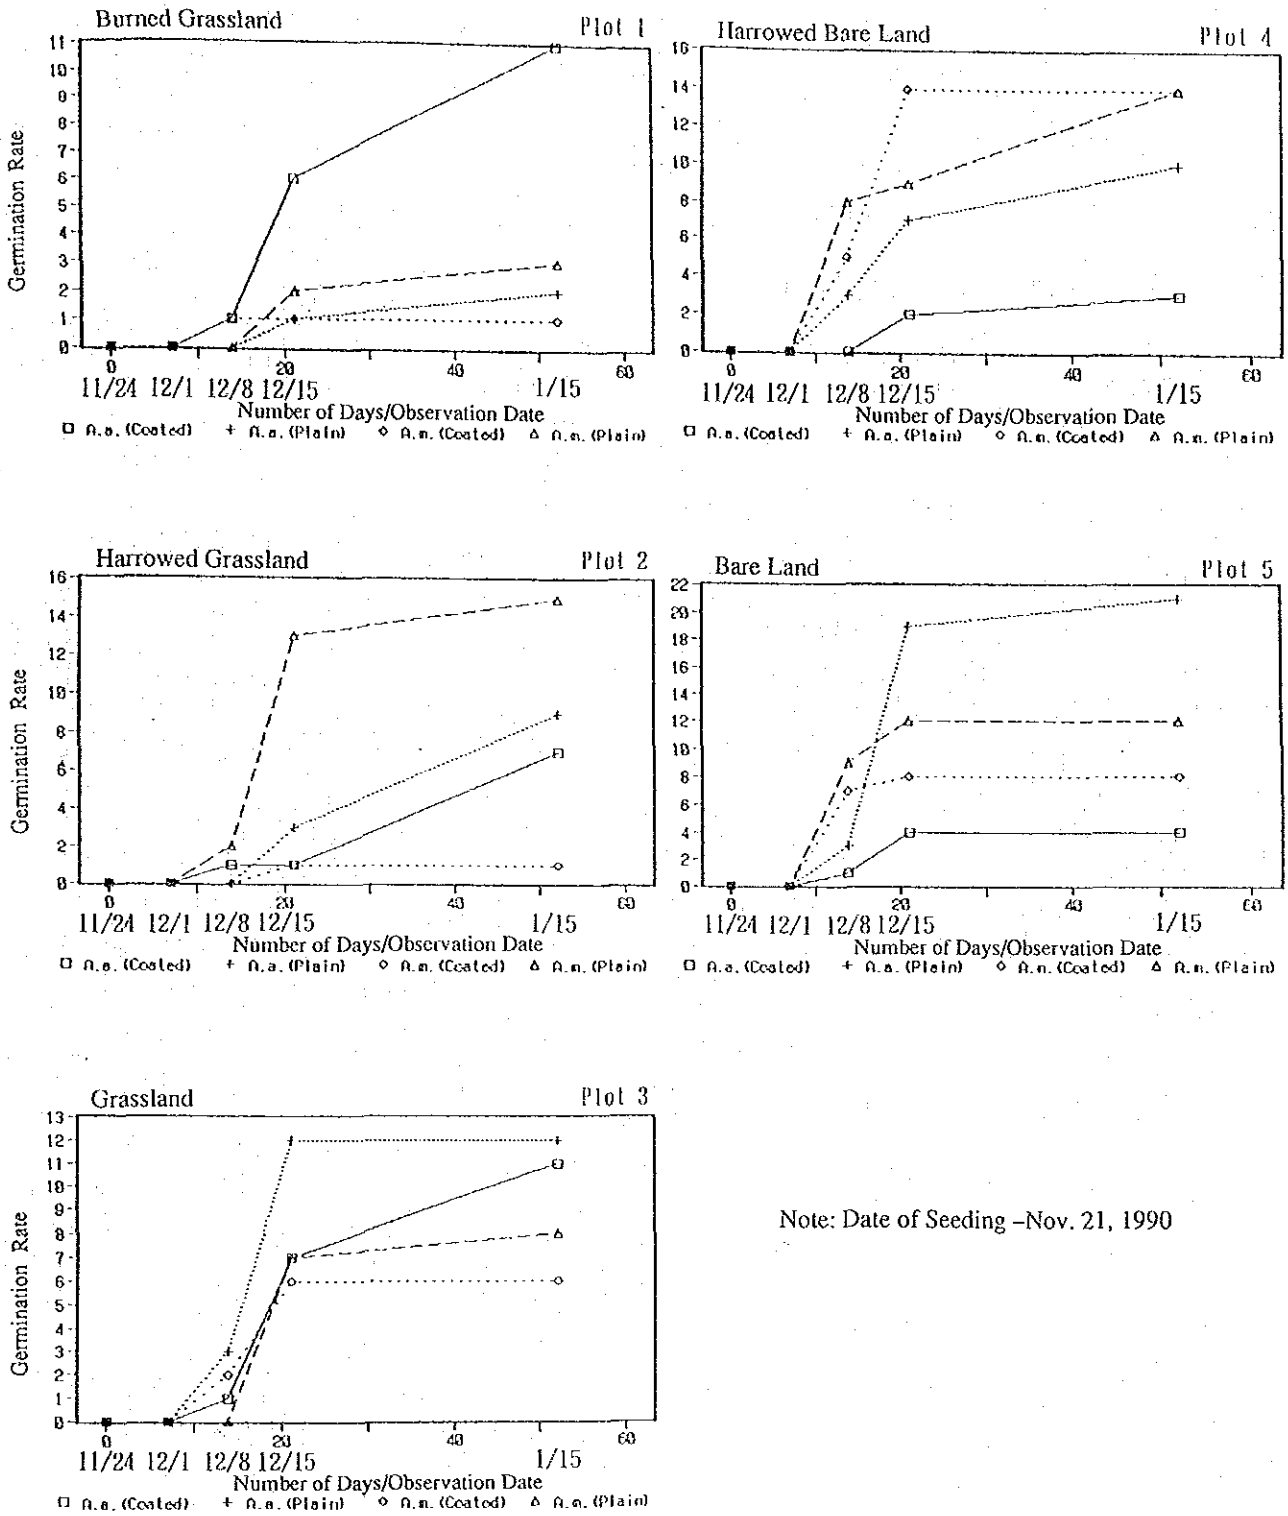 Burned Grassland Plot 1
11
10
9
8
7
6
5
4
3
2
1
0
Germination Rate
0 20 40 60
11/24 12/1 12/8 12/15 1/15
Number of Days/Observation Date
A.a. (Coated) A.a. (Plain) A.m. (Coated) A.m. (Plain)
Harrowed Bare Land Plot 4
16
14
12
10
8
6
4
2
0
0 20 40 60
11/24 12/1 12/8 12/15 1/15
Number of Days/Observation Date
A.a. (Coated) A.a. (Plain) A.m. (Coated) A.m. (Plain)
Harrowed Grassland Plot 2
16
14
12
10
8
6
4
2
0
Germination Rate
0 20 40 60
11/24 12/1 12/8 12/15 1/15
Number of Days/Observation Date
A.a. (Coated) A.a. (Plain) A.m. (Coated) A.m. (Plain)
Bare Land Plot 5
22
20
18
16
14
12
10
8
6
4
2
0
0 20 40 60
11/24 12/1 12/8 12/15 1/15
Number of Days/Observation Date
A.a. (Coated) A.a. (Plain) A.m. (Coated) A.m. (Plain)
Grassland Plot 3
13
12
11
10
9
8
7
6
5
4
3
2
1
0
Germination Rate
0 20 40 60
11/24 12/1 12/8 12/15 1/15
Number of Days/Observation Date
A.a. (Coated) A.a. (Plain) A.m. (Coated) A.m. (Plain)
Note: Date of Seeding –Nov. 21, 1990